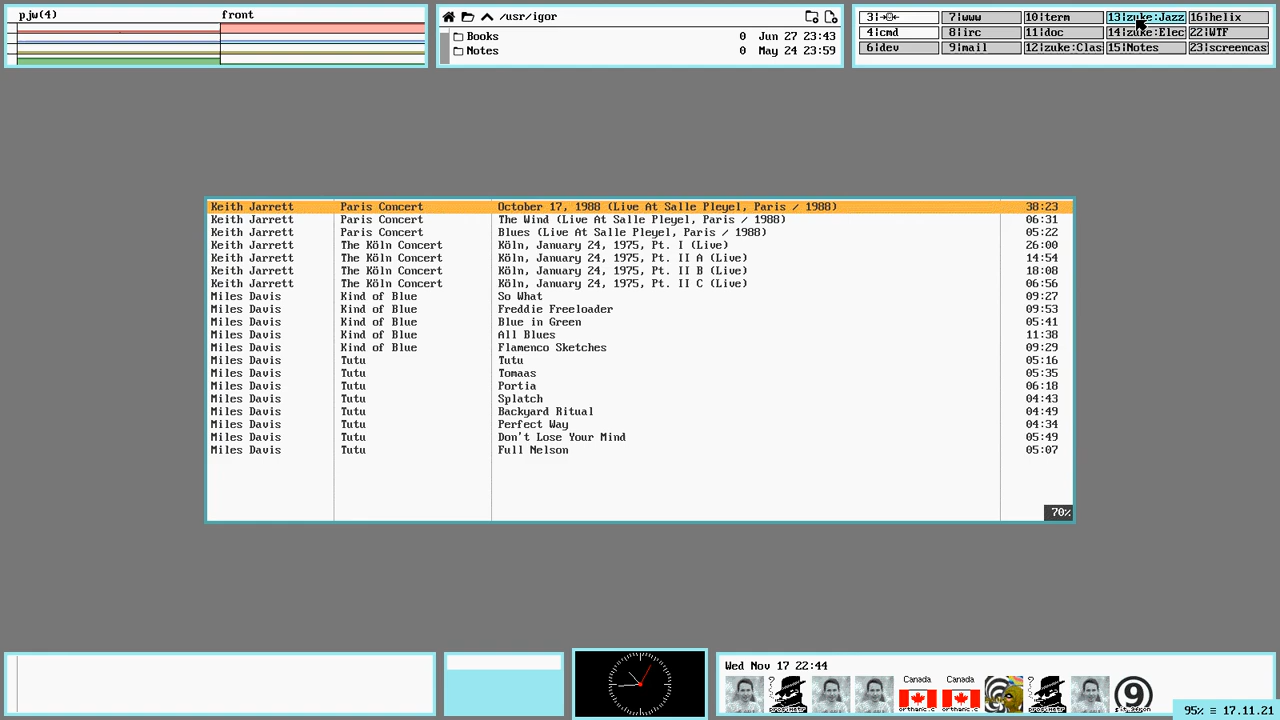 pjw(4) front
/usr/igor
Books 0 Jun 27 23:43
Notes 0 May 24 23:59
3 7 www 10 term 13 zuke:Jazz 16 helix
4 cmd 8 irc 11 doc 14 zuke:Elec 22 WTF
6 dev 9 mail 12 zuke:Clas 15 Notes 23 screencas
Keith Jarrett Paris Concert October 17, 1988 (Live At Salle Pleyel, Paris / 1988) 38:23
Keith Jarrett Paris Concert The Wind (Live At Salle Pleyel, Paris / 1988) 06:31
Keith Jarrett Paris Concert Blues (Live At Salle Pleyel, Paris / 1988) 05:22
Keith Jarrett The Köln Concert Köln, January 24, 1975, Pt. I (Live) 26:00
Keith Jarrett The Köln Concert Köln, January 24, 1975, Pt. II A (Live) 14:54
Keith Jarrett The Köln Concert Köln, January 24, 1975, Pt. II B (Live) 18:08
Keith Jarrett The Köln Concert Köln, January 24, 1975, Pt. II C (Live) 06:56
Miles Davis Kind of Blue So What 09:27
Miles Davis Kind of Blue Freddie Freeloader 09:53
Miles Davis Kind of Blue Blue in Green 05:41
Miles Davis Kind of Blue All Blues 11:38
Miles Davis Kind of Blue Flamenco Sketches 09:29
Miles Davis Tutu Tutu 05:16
Miles Davis Tutu Tomaas 05:35
Miles Davis Tutu Portia 06:18
Miles Davis Tutu Splatch 04:43
Miles Davis Tutu Backyard Ritual 04:49
Miles Davis Tutu Perfect Way 04:34
Miles Davis Tutu Don't Lose Your Mind 05:49
Miles Davis Tutu Full Nelson 05:07
70%
Wed Nov 17 22:44
Canada Canada
9
95% ≡ 17.11.21